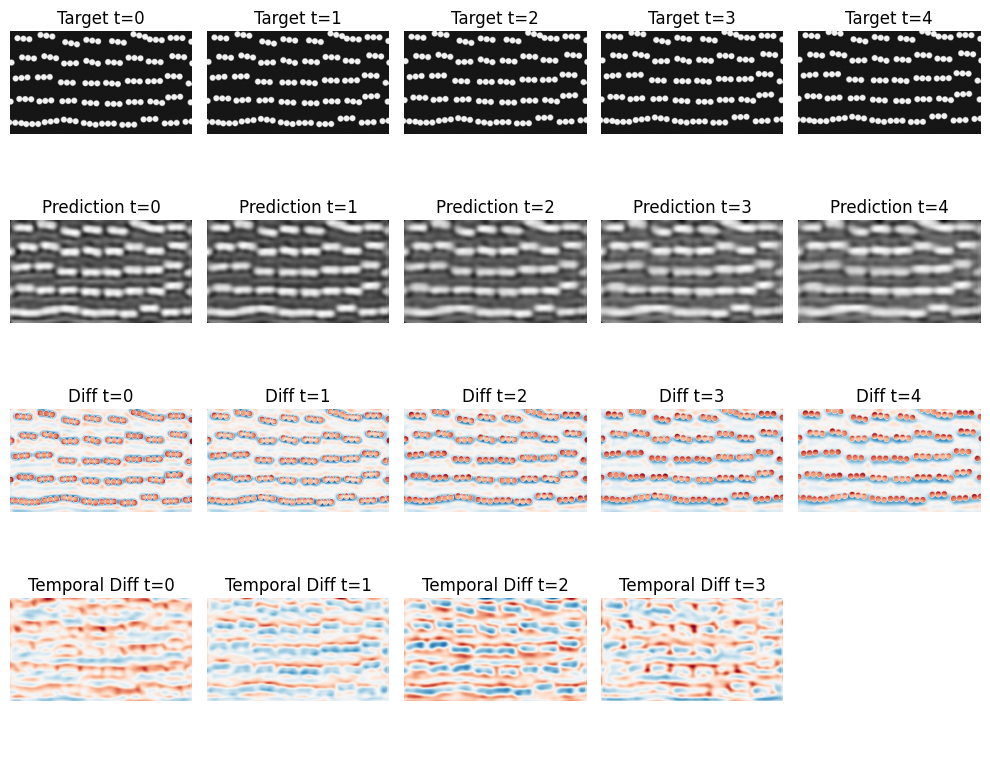 Target t=0 Target t=1 Target t=2 Target t=3 Target t=4
Prediction t=0 Prediction t=1 Prediction t=2 Prediction t=3 Prediction t=4
Diff t=0 Diff t=1 Diff t=2 Diff t=3 Diff t=4
Temporal Diff t=0 Temporal Diff t=1 Temporal Diff t=2 Temporal Diff t=3